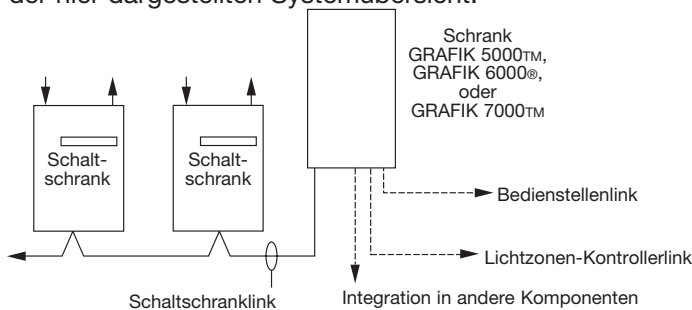 der hier dargestellten Systemübersicht.
Schrank
GRAFIK 5000TM,
GRAFIK 6000®,
oder
GRAFIK 7000TM
Schalt-
schrank
Schalt-
schrank
Bedienstellenlink
Lichtzonen-Kontrollerlink
Schaltschranklink
Integration in andere Komponenten